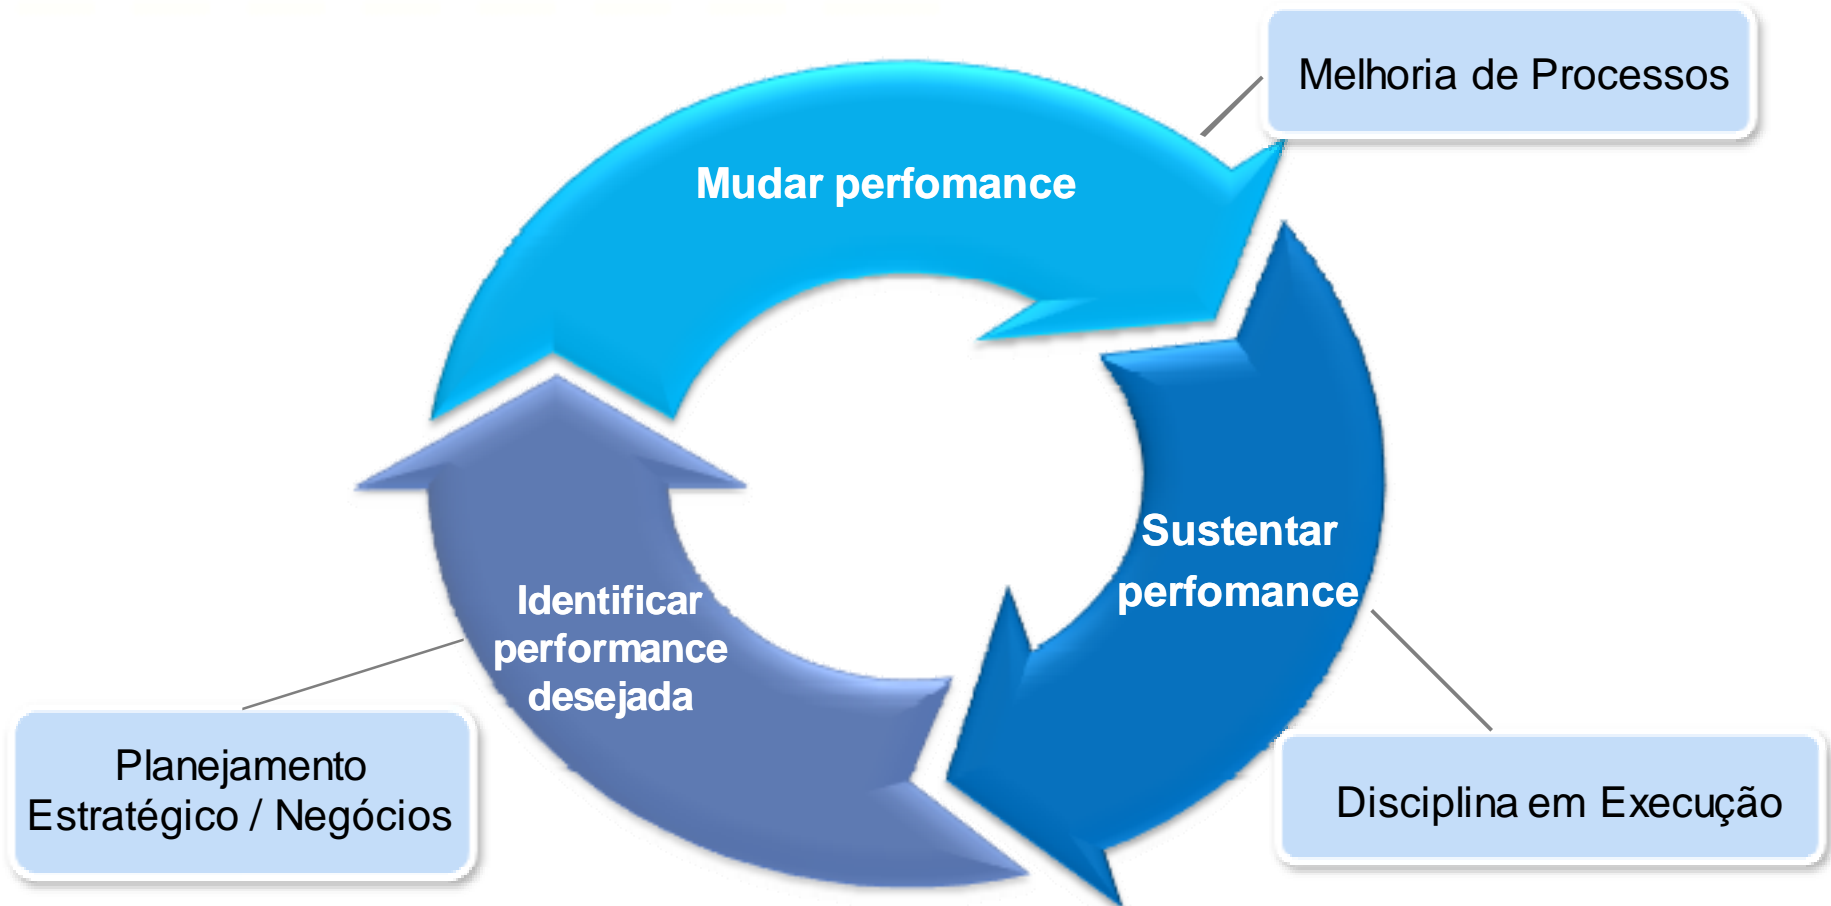 Melhoria de Processos
Mudar perfomance
Sustentar
perfomance
Identificar
performance
desejada
Planejamento
Estratégico / Negócios
Disciplina em Execução